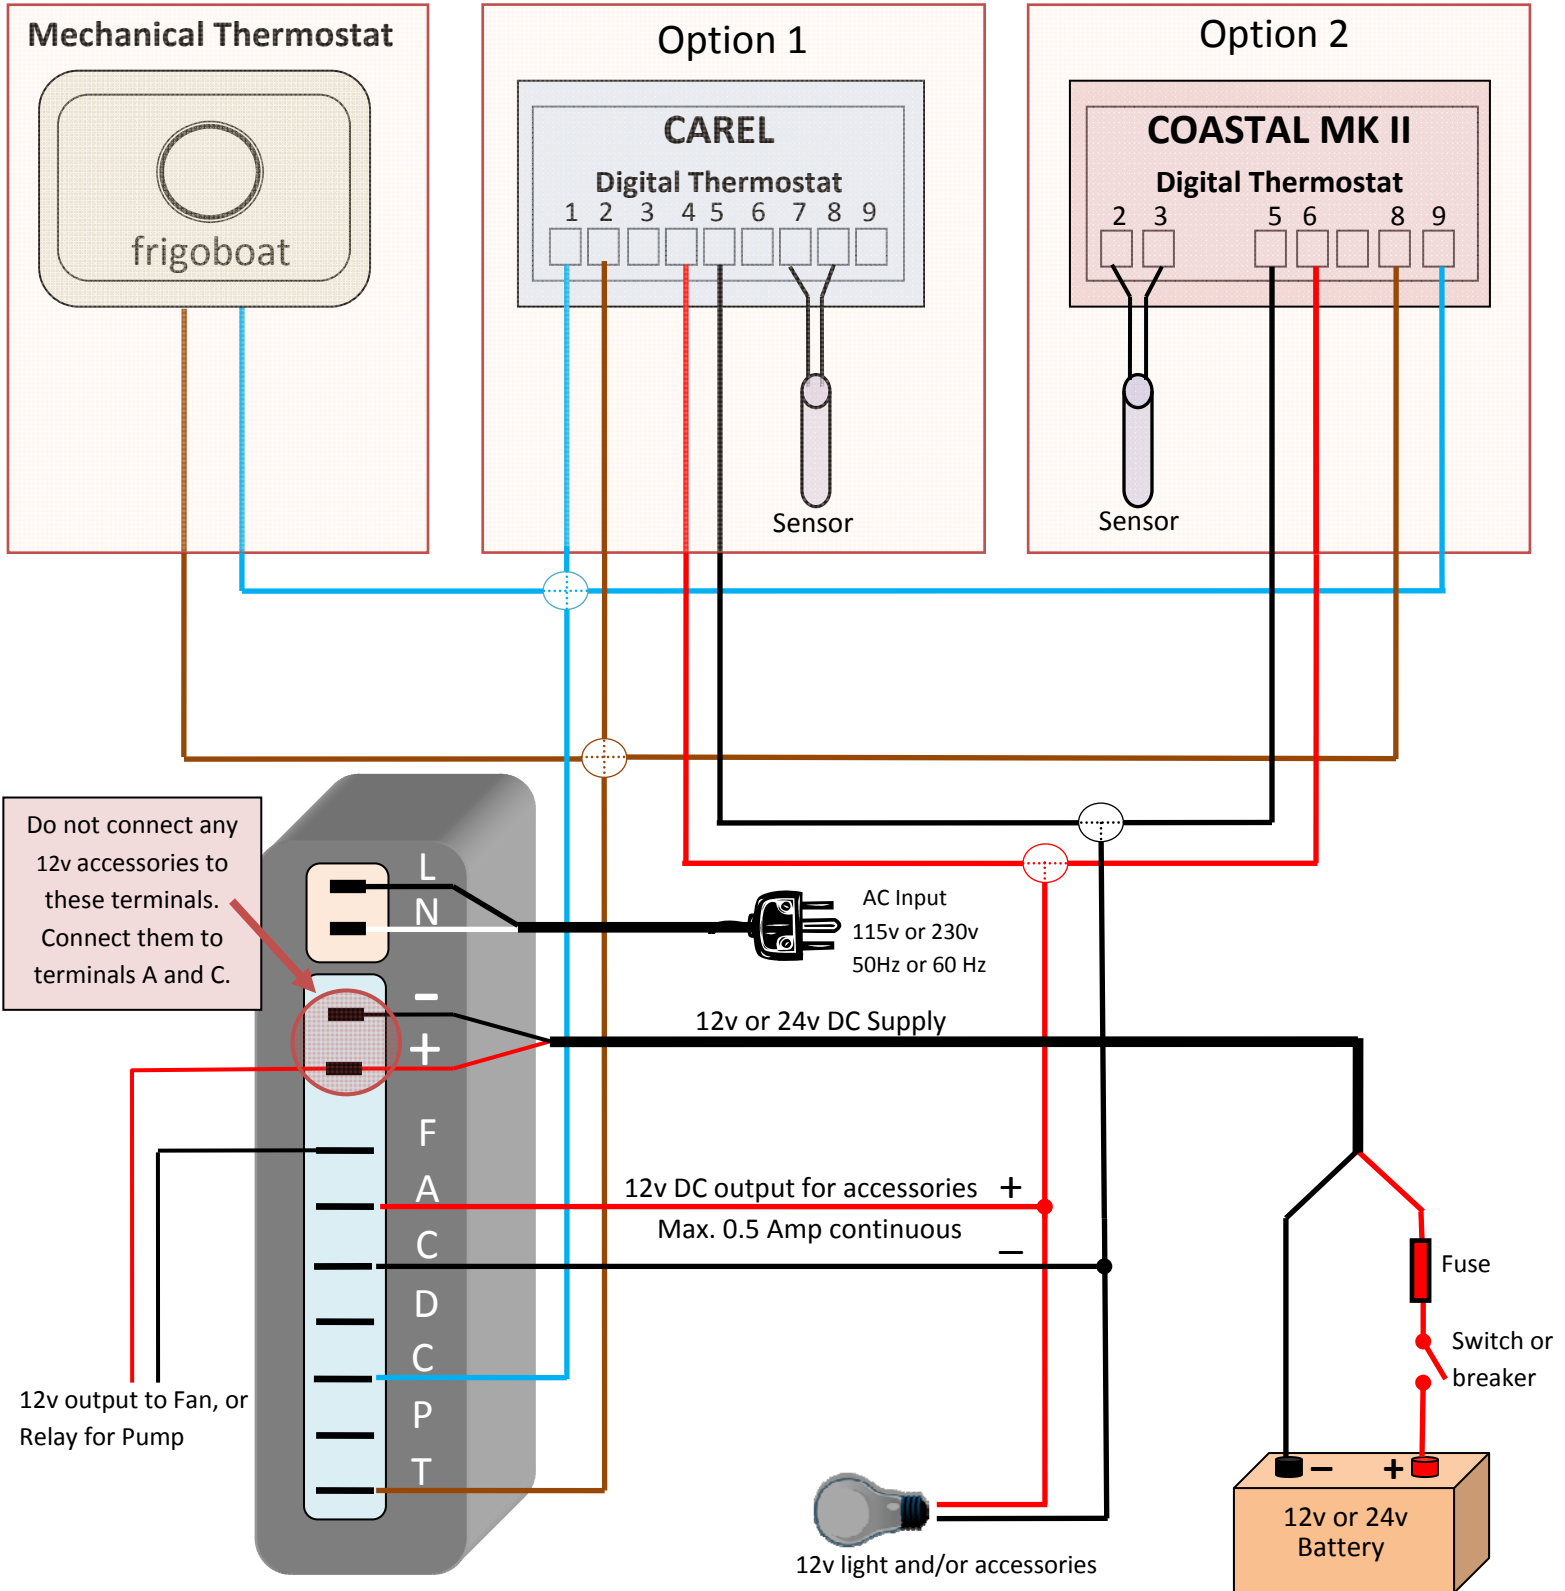 Mechanical Thermostat
frigoboat
Option 1
CAREL
Digital Thermostat
1 2 3 4 5 6 7 8 9
Sensor
Option 2
COASTAL MK II
Digital Thermostat
2 3 5 6 8 9
Sensor
Do not connect any
12v accessories to
these terminals.
Connect them to
terminals A and C.
L
N
-
+
F
A
C
D
C
P
T
AC Input
115v or 230v
50Hz or 60 Hz
12v or 24v DC Supply
12v DC output for accessories +
Max. 0.5 Amp continuous –
Fuse
Switch or
breaker
12v output to Fan, or
Relay for Pump
– +
12v or 24v
Battery
12v light and/or accessories